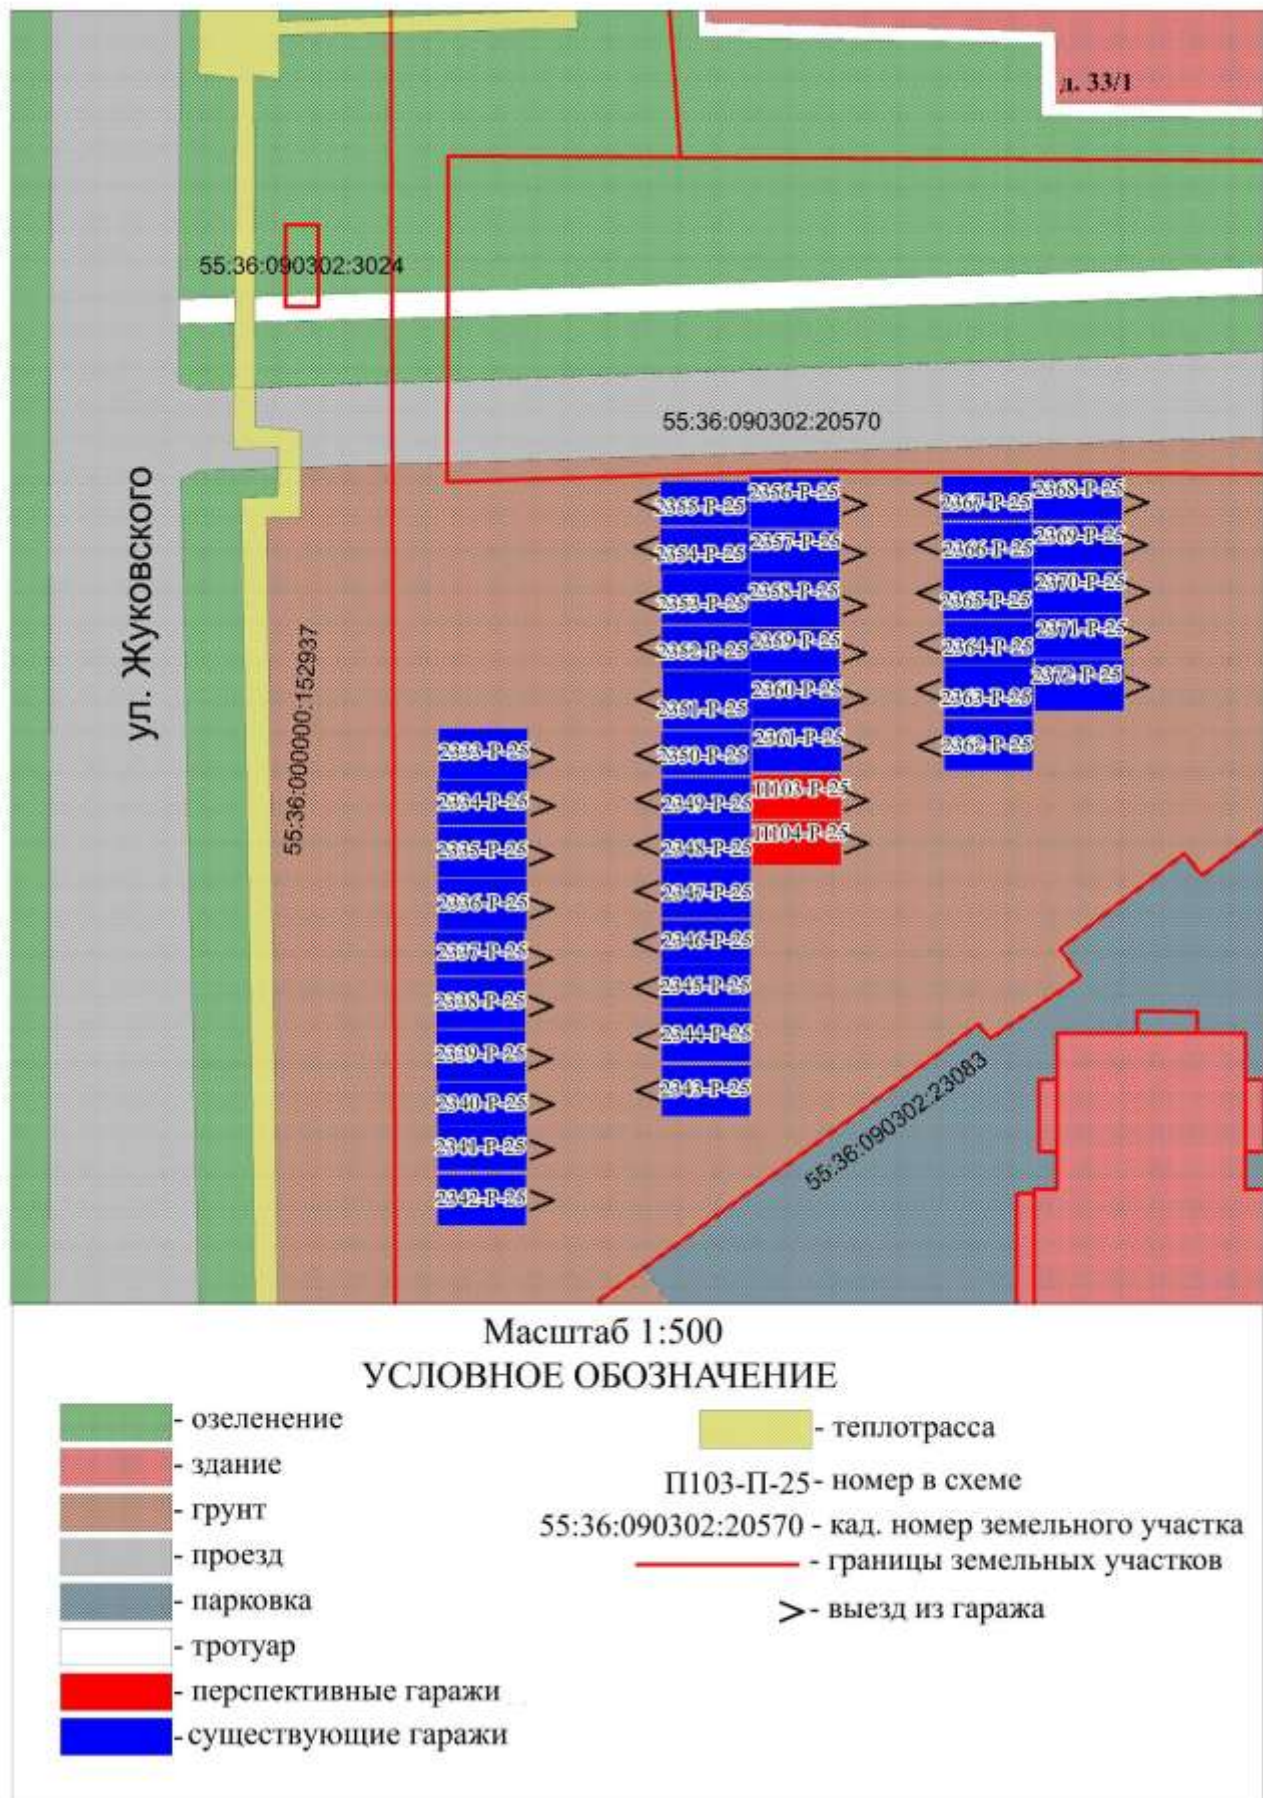 д. 33/1
55:36:090302:3024
55:36:090302:20570
ул. Жуковского
55:36:000000:152937
2333-Р-25
2334-Р-25
2335-Р-25
2336-Р-25
2337-Р-25
2338-Р-25
2339-Р-25
2340-Р-25
2341-Р-25
2342-Р-25
2355-Р-25
2354-Р-25
2353-Р-25
2352-Р-25
2351-Р-25
2350-Р-25
2349-Р-25
2348-Р-25
2347-Р-25
2346-Р-25
2345-Р-25
2344-Р-25
2343-Р-25
2356-Р-25
2357-Р-25
2358-Р-25
2359-Р-25
2360-Р-25
2361-Р-25
П103-Р-25
П104-Р-25
2367-Р-25
2366-Р-25
2365-Р-25
2364-Р-25
2363-Р-25
2362-Р-25
2368-Р-25
2369-Р-25
2370-Р-25
2371-Р-25
2372-Р-25
55:36:090302:23083
Масштаб 1:500
УСЛОВНОЕ ОБОЗНАЧЕНИЕ
- озеленение
- здание
- грунт
- проезд
- парковка
- тротуар
- перспективные гаражи
- существующие гаражи
- теплотрасса
П103-П-25 - номер в схеме
55:36:090302:20570 - кад. номер земельного участка
- границы земельных участков
- выезд из гаража